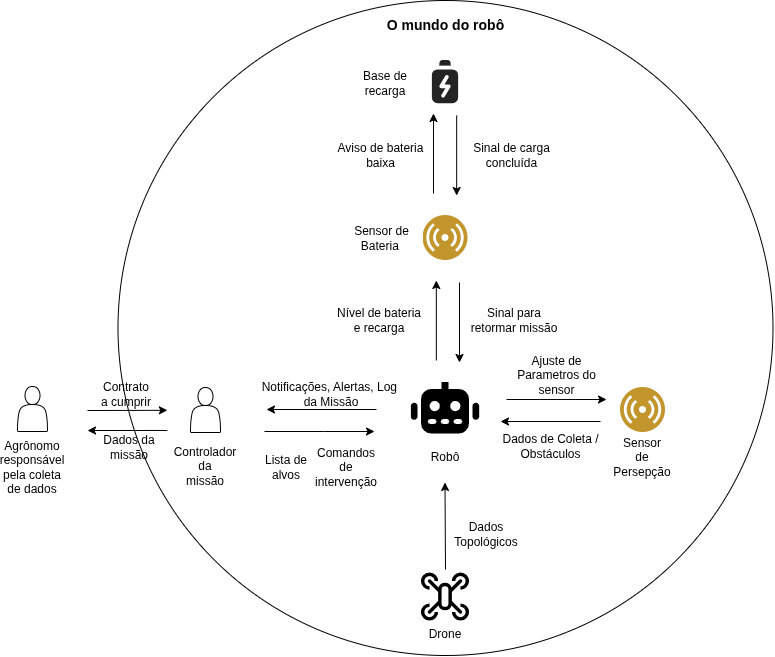 O mundo do robô
Base de
recarga
Aviso de bateria
baixa
Sinal de carga
concluída
Sensor de
Bateria
Nível de bateria
e recarga
Sinal para
retormar missão
Contrato
a cumprir
Dados da
missão
Agrônomo
responsável
pela coleta
de dados
Controlador
da
missão
Notificações, Alertas, Log
da Missão
Lista de
alvos
Comandos
de
intervenção
Robô
Ajuste de
Parametros do
sensor
Dados de Coleta /
Obstáculos
Sensor
de
Persepção
Dados
Topológicos
Drone